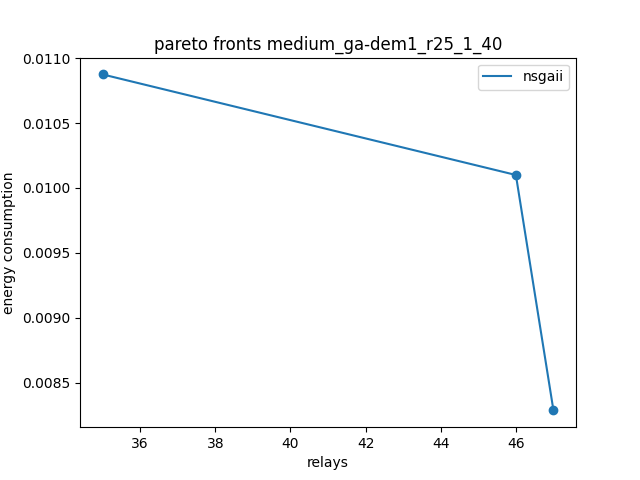 pareto fronts medium_ga-dem1_r25_1_40
nsgaii
0.0110
0.0105
0.0100
0.0095
0.0090
0.0085
energy consumption
36 38 40 42 44 46
relays